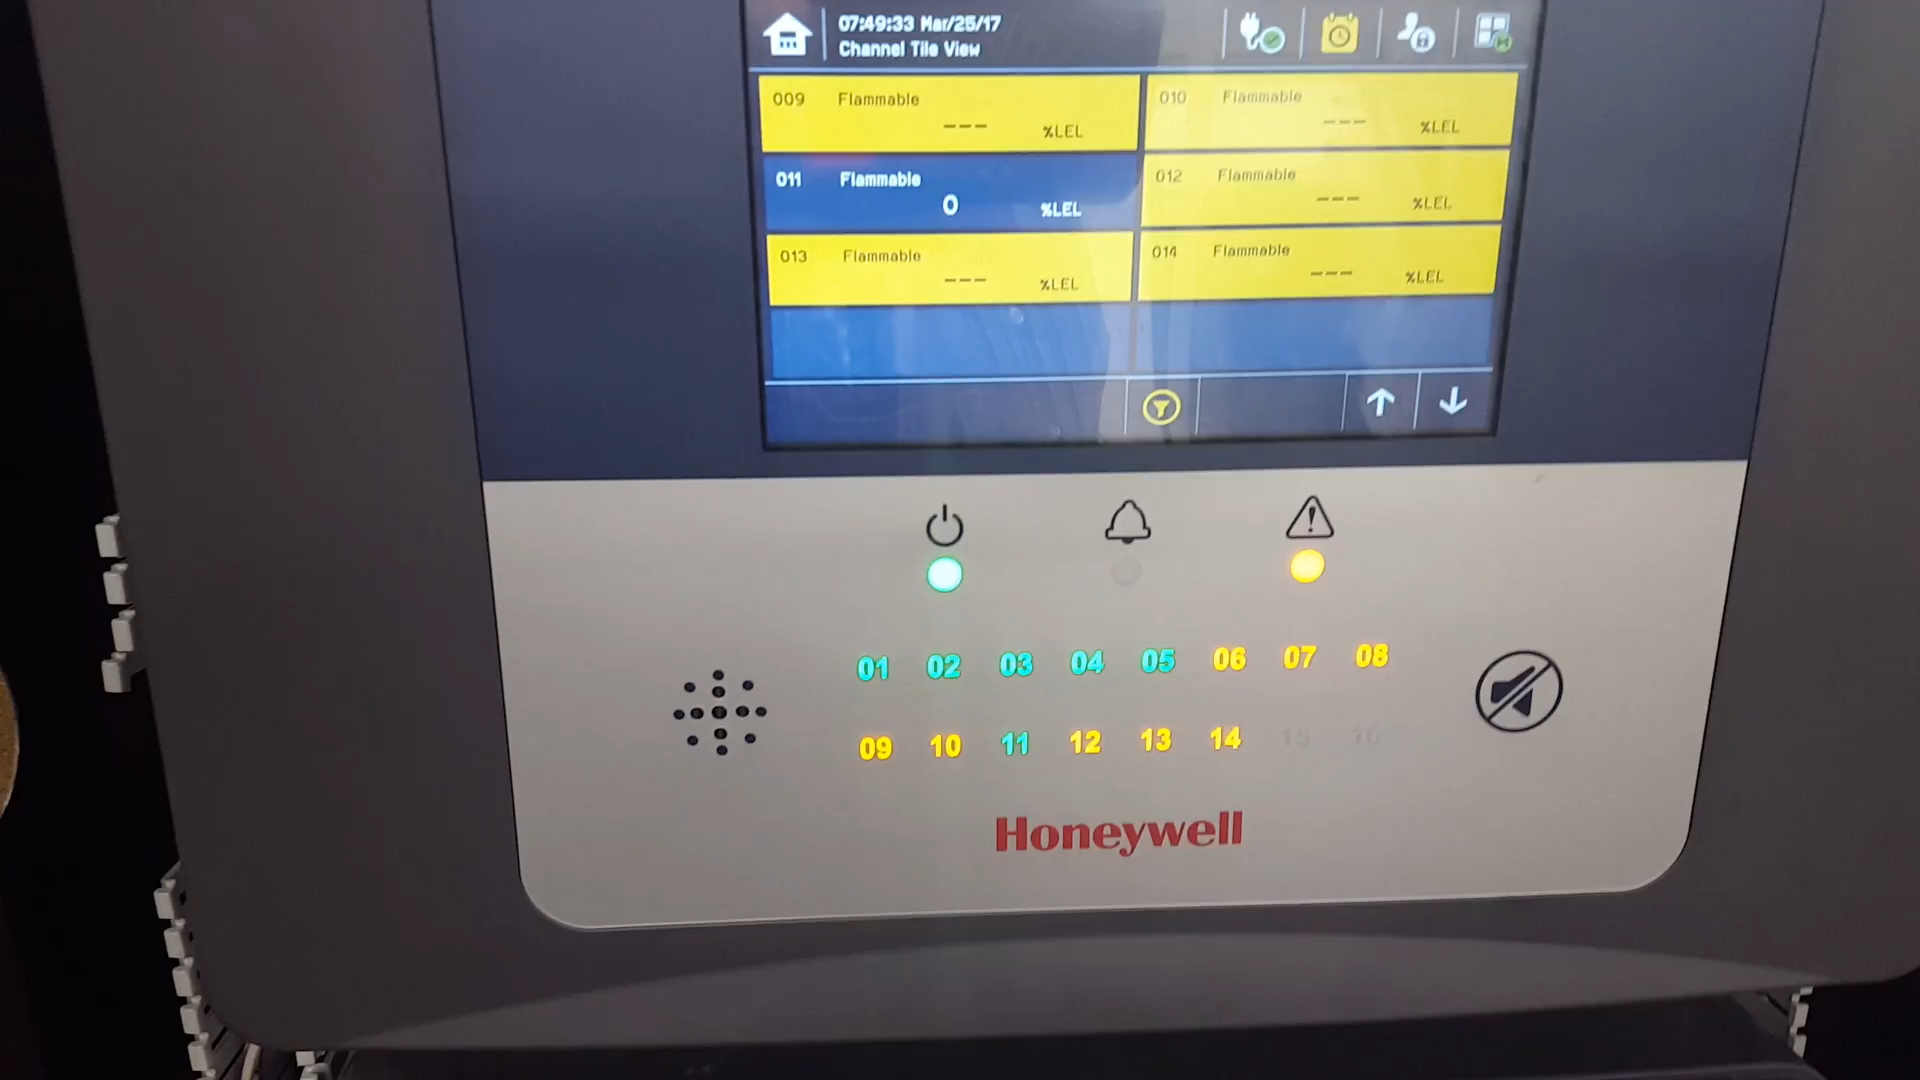 07:49:33 Mar/25/17
Channel Tile View
009 Flammable
--- %LEL
010 Flammable
--- %LEL
011 Flammable
0 %LEL
012 Flammable
--- %LEL
013 Flammable
--- %LEL
014 Flammable
--- %LEL
01 02 03 04 05 06 07 08
09 10 11 12 13 14 15 16
Honeywell